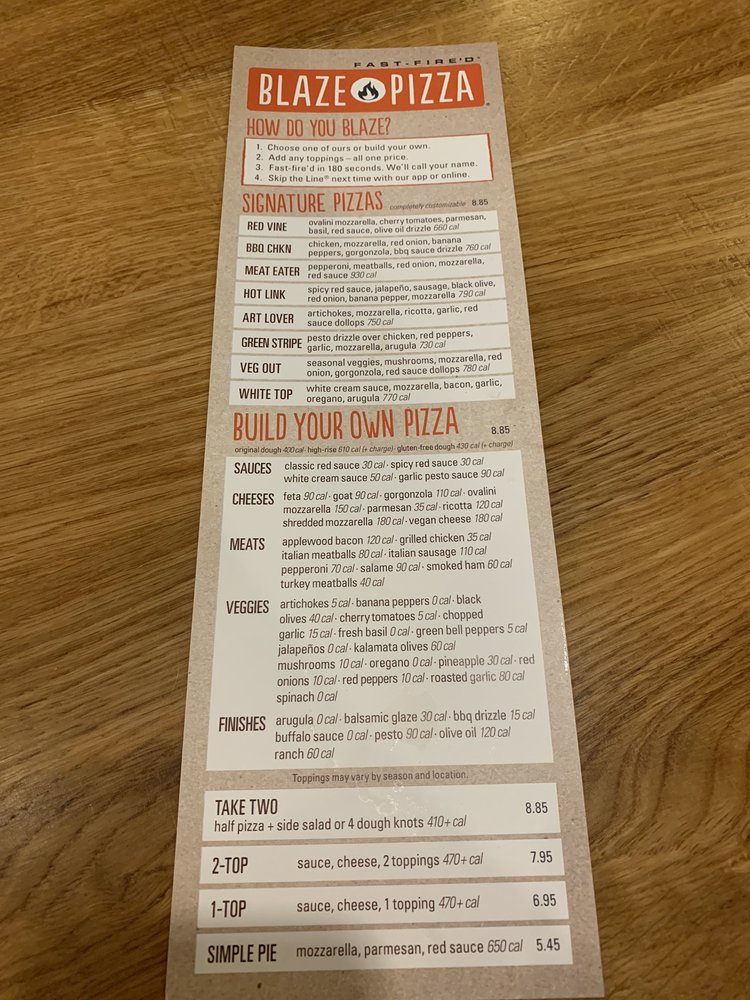 FAST-FIRE'D®
BLAZE PIZZA®
HOW DO YOU BLAZE?
1. Choose one of ours or build your own.
2. Add any toppings – all one price.
3. Fast-fire'd in 180 seconds. We'll call your name.
4. Skip the Line® next time with our app or online.
SIGNATURE PIZZAS completely customizable 8.85
RED VINE ovalini mozzarella, cherry tomatoes, parmesan,
basil, red sauce, olive oil drizzle 660 cal
BBQ CHKN chicken, mozzarella, red onion, banana
peppers, gorgonzola, bbq sauce drizzle 760 cal
MEAT EATER pepperoni, meatballs, red onion, mozzarella,
red sauce 930 cal
HOT LINK spicy red sauce, jalapeño, sausage, black olive,
red onion, banana pepper, mozzarella 790 cal
ART LOVER artichokes, mozzarella, ricotta, garlic, red
sauce dollops 750 cal
GREEN STRIPE pesto drizzle over chicken, red peppers,
garlic, mozzarella, arugula 730 cal
VEG OUT seasonal veggies, mushrooms, mozzarella, red
onion, gorgonzola, red sauce dollops 780 cal
WHITE TOP white cream sauce, mozzarella, bacon, garlic,
oregano, arugula 770 cal
BUILD YOUR OWN PIZZA 8.85
original dough 400 cal · high-rise 610 cal (+ charge) · gluten-free dough 430 cal (+ charge)
SAUCES classic red sauce 30 cal · spicy red sauce 30 cal
white cream sauce 50 cal · garlic pesto sauce 90 cal
CHEESES feta 90 cal · goat 90 cal · gorgonzola 110 cal · ovalini
mozzarella 150 cal · parmesan 35 cal · ricotta 120 cal
shredded mozzarella 180 cal · vegan cheese 180 cal
MEATS applewood bacon 120 cal · grilled chicken 35 cal
italian meatballs 80 cal · italian sausage 110 cal
pepperoni 70 cal · salame 90 cal · smoked ham 60 cal
turkey meatballs 40 cal
VEGGIES artichokes 5 cal · banana peppers 0 cal · black
olives 40 cal · cherry tomatoes 5 cal · chopped
garlic 15 cal · fresh basil 0 cal · green bell peppers 5 cal
jalapeños 0 cal · kalamata olives 60 cal
mushrooms 10 cal · oregano 0 cal · pineapple 30 cal · red
onions 10 cal · red peppers 10 cal · roasted garlic 80 cal
spinach 0 cal
FINISHES arugula 0 cal · balsamic glaze 30 cal · bbq drizzle 15 cal
buffalo sauce 0 cal · pesto 90 cal · olive oil 120 cal
ranch 60 cal
Toppings may vary by season and location.
TAKE TWO 8.85
half pizza + side salad or 4 dough knots 410+ cal
2-TOP sauce, cheese, 2 toppings 470+ cal 7.95
1-TOP sauce, cheese, 1 topping 470+ cal 6.95
SIMPLE PIE mozzarella, parmesan, red sauce 650 cal 5.45